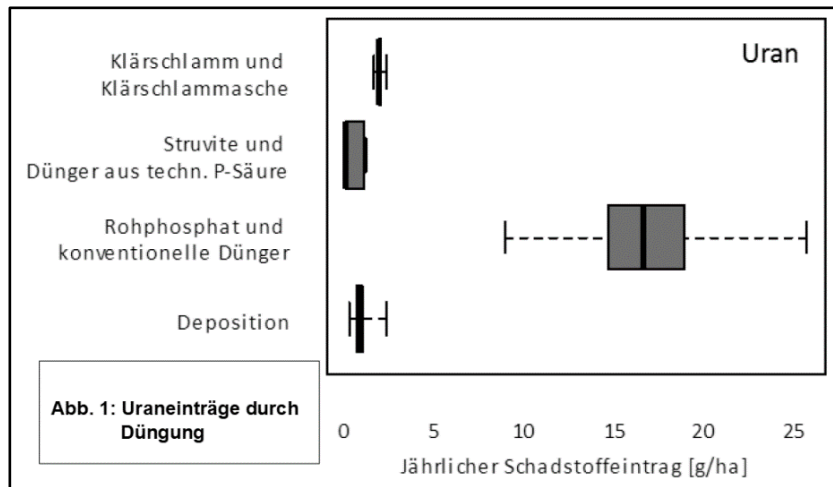 Uran
Klärschlamm und
Klärschlammasche
Struvite und
Dünger aus techn. P-Säure
Rohphosphat und
konventionelle Dünger
Deposition
Abb. 1: Uraneinträge durch
Düngung
0 5 10 15 20 25
Jährlicher Schadstoffeintrag [g/ha]